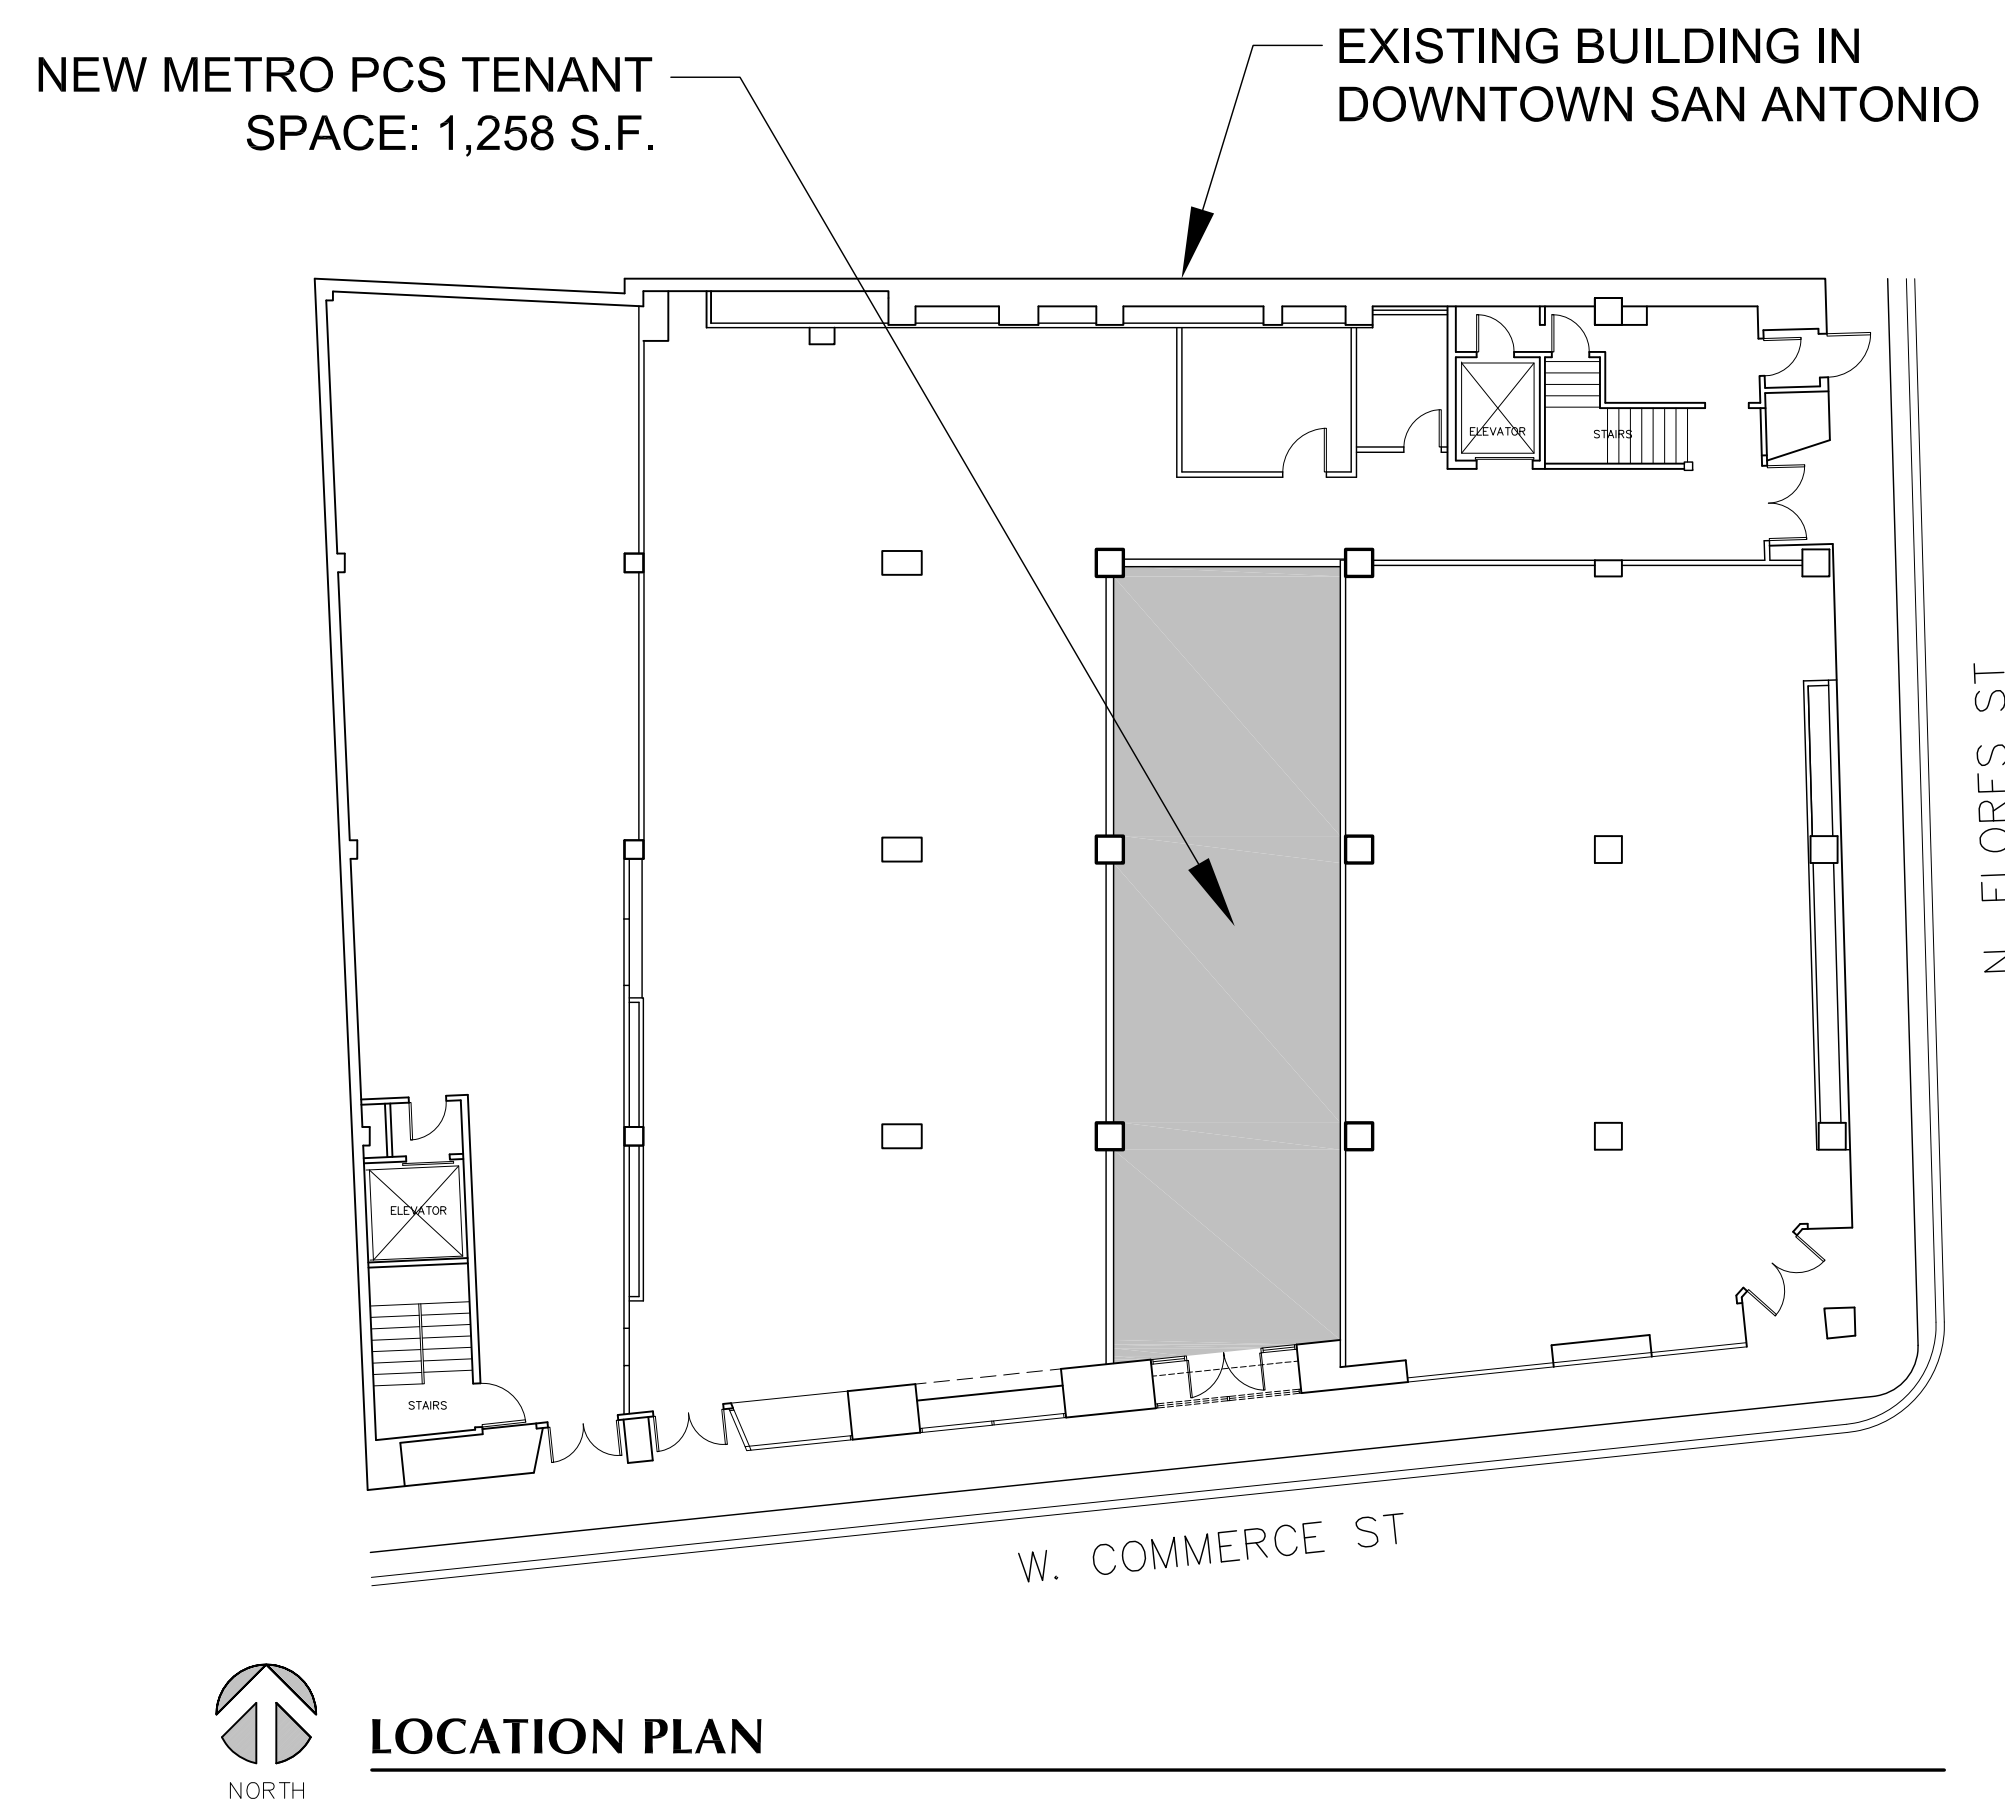 NEW METRO PCS TENANT
SPACE: 1,258 S.F.
EXISTING BUILDING IN
DOWNTOWN SAN ANTONIO
ELEVATOR
STAIRS
N FLORES ST
ELEVATOR
STAIRS
W. COMMERCE ST
NORTH
LOCATION PLAN